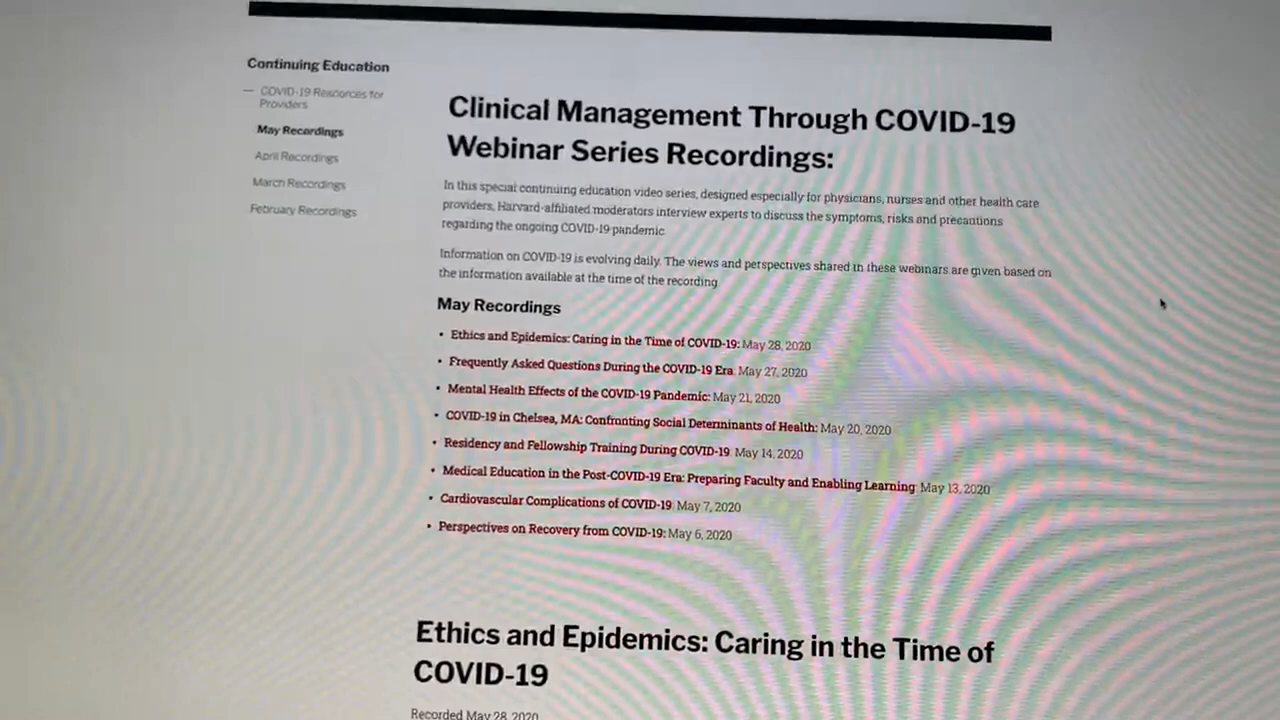 Continuing Education
— COVID-19 Resources for
Providers
May Recordings
April Recordings
March Recordings
February Recordings
Clinical Management Through COVID-19
Webinar Series Recordings:
In this special continuing education video series, designed especially for physicians, nurses and other health care
providers, Harvard-affiliated moderators interview experts to discuss the symptoms, risks and precautions
regarding the ongoing COVID-19 pandemic.
Information on COVID-19 is evolving daily. The views and perspectives shared in these webinars are given based on
the information available at the time of the recording
May Recordings
• Ethics and Epidemics: Caring in the Time of COVID-19: May 28, 2020
• Frequently Asked Questions During the COVID-19 Era: May 27, 2020
• Mental Health Effects of the COVID-19 Pandemic: May 21, 2020
• COVID-19 in Chelsea, MA: Confronting Social Determinants of Health: May 20, 2020
• Residency and Fellowship Training During COVID-19: May 14, 2020
• Medical Education in the Post-COVID-19 Era: Preparing Faculty and Enabling Learning: May 13, 2020
• Cardiovascular Complications of COVID-19: May 7, 2020
• Perspectives on Recovery from COVID-19: May 6, 2020
Ethics and Epidemics: Caring in the Time of
COVID-19
Recorded May 28, 2020